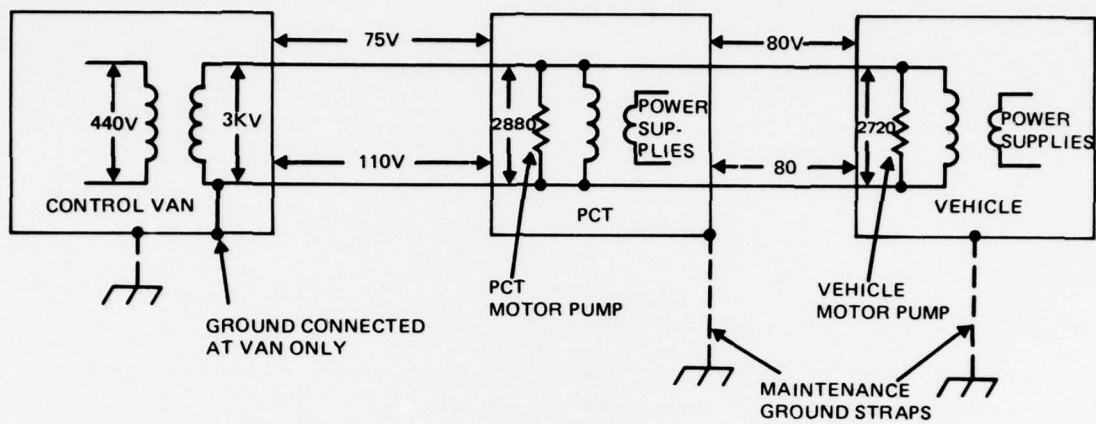 75V
80V
440V
3KV
2880
POWER
SUP-
PLIES
2720
POWER
SUPPLIES
110V
80
CONTROL VAN
PCT
VEHICLE
PCT
MOTOR PUMP
VEHICLE
MOTOR PUMP
GROUND CONNECTED
AT VAN ONLY
MAINTENANCE
GROUND STRAPS